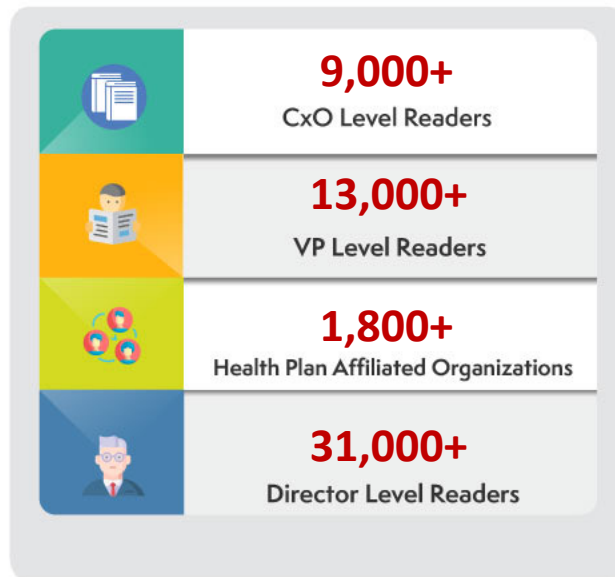 9,000+
CxO Level Readers
13,000+
VP Level Readers
1,800+
Health Plan Affiliated Organizations
31,000+
Director Level Readers